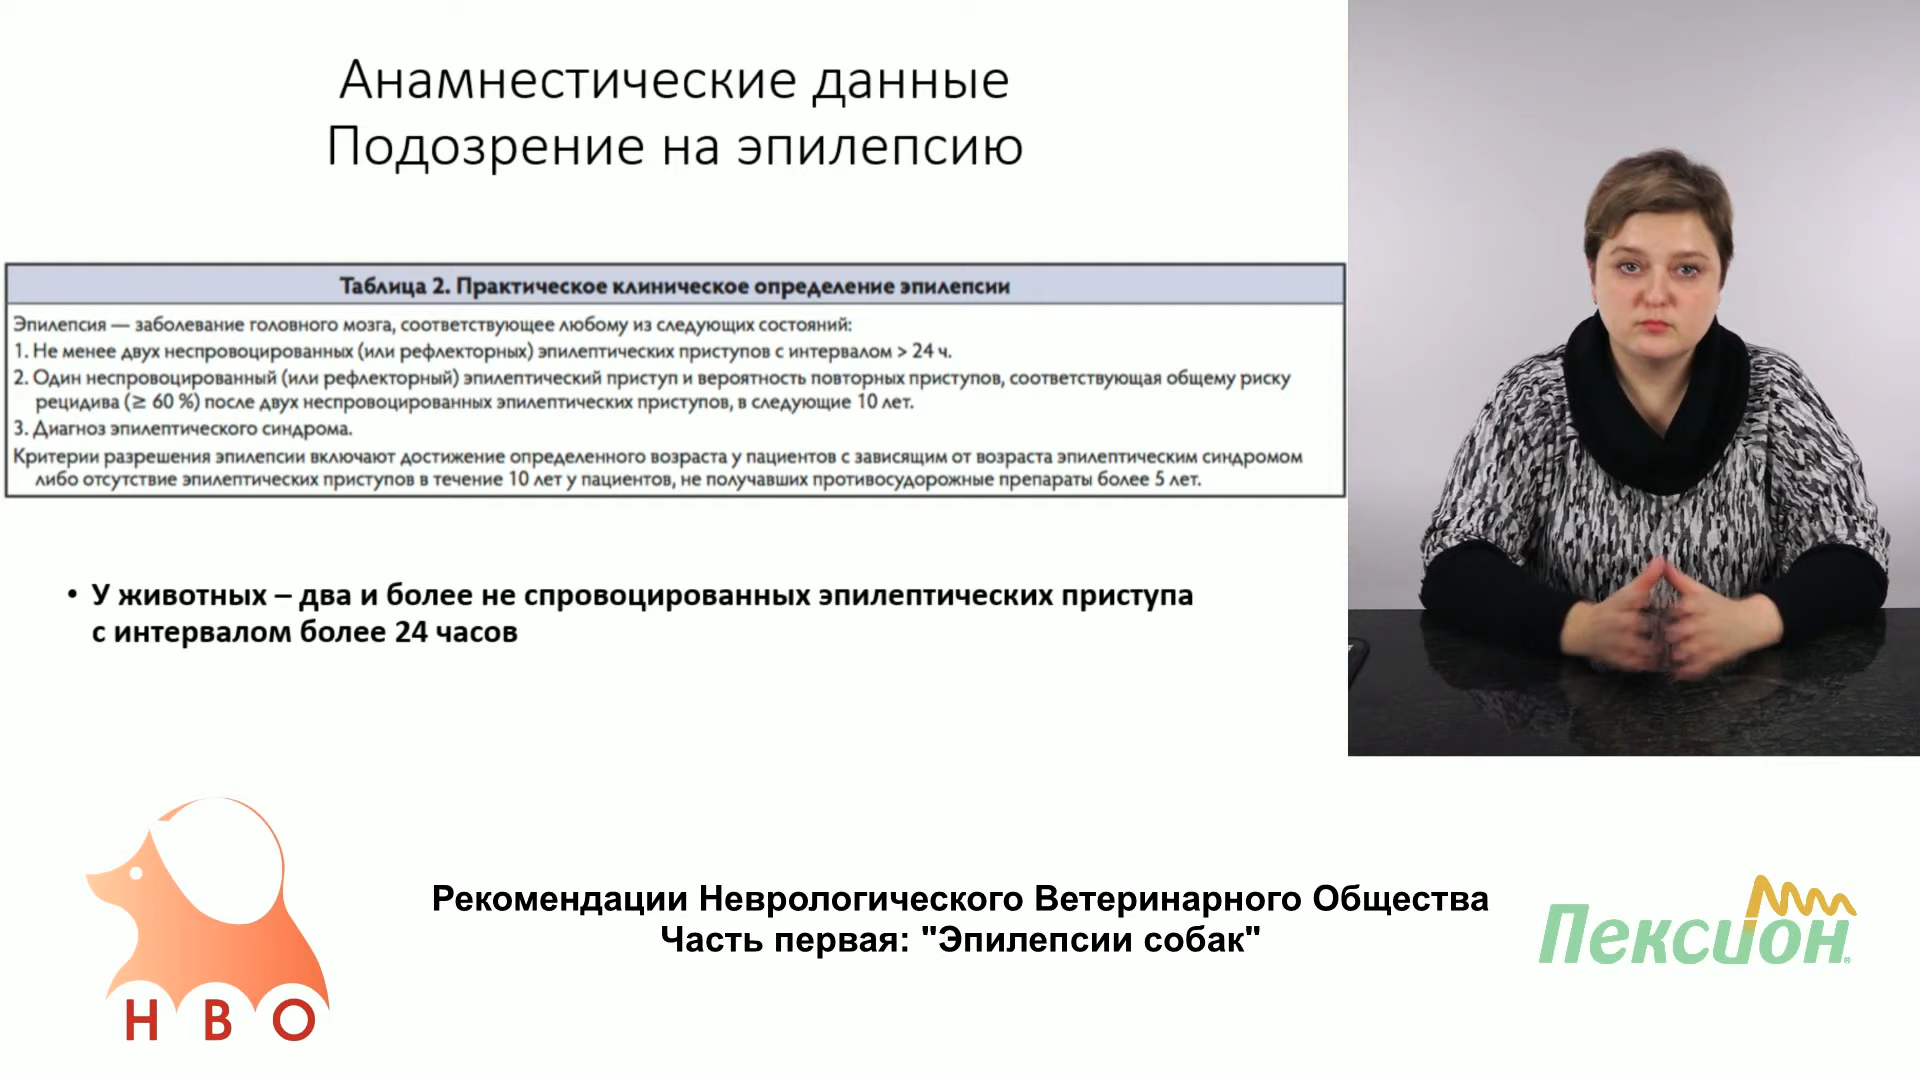 Анамнестические данные
Подозрение на эпилепсию
Таблица 2. Практическое клиническое определение эпилепсии
Эпилепсия — заболевание головного мозга, соответствующее любому из следующих состояний:
1. Не менее двух неспровоцированных (или рефлекторных) эпилептических приступов с интервалом > 24 ч.
2. Один неспровоцированный (или рефлекторный) эпилептический приступ и вероятность повторных приступов, соответствующая общему риску
рецидива (≥ 60 %) после двух неспровоцированных эпилептических приступов, в следующие 10 лет.
3. Диагноз эпилептического синдрома.
Критерии разрешения эпилепсии включают достижение определенного возраста у пациентов с зависящим от возраста эпилептическим синдромом
либо отсутствие эпилептических приступов в течение 10 лет у пациентов, не получавших противосудорожные препараты более 5 лет.
• У животных – два и более не спровоцированных эпилептических приступа
с интервалом более 24 часов
Рекомендации Неврологического Ветеринарного Общества
Часть первая: "Эпилепсии собак"
НВО
Пексион®